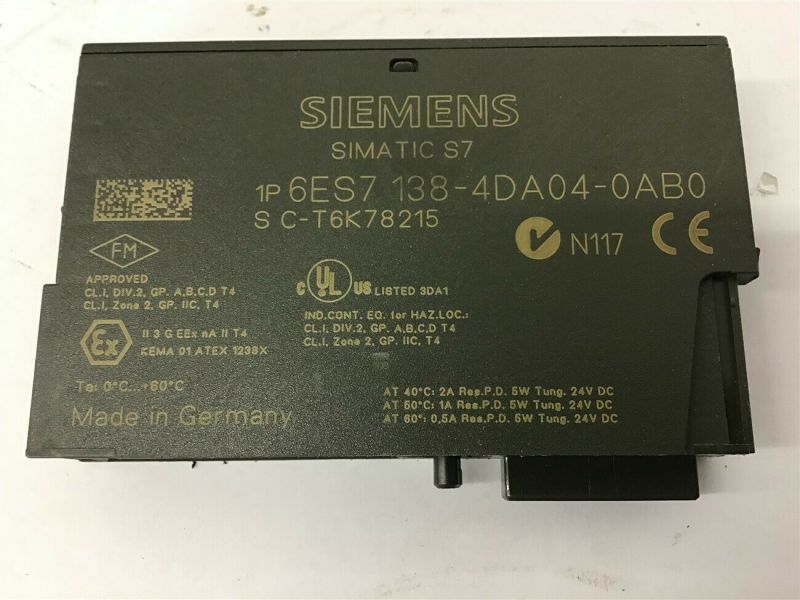 SIEMENS
SIMATIC S7
1P 6ES7 138-4DA04-0AB0
S C-T6K78215
N117 CE
FM
APPROVED
CL.I, DIV.2, GP. A,B,C,D T4
CL.I, Zone 2, GP. IIC, T4
c UL US LISTED 3DA1
IND.CONT. EQ. for HAZ.LOC.:
CL.I, DIV.2, GP. A,B,C,D T4
CL.I, Zone 2, GP. IIC, T4
Ex II 3 G EEx nA II T4
KEMA 01 ATEX 1238X
Ta: 0°C...+60°C
Made in Germany
AT 40°C: 2A Res.P.D. 5W Tung. 24V DC
AT 50°C: 1A Res.P.D. 5W Tung. 24V DC
AT 60°: 0,5A Res.P.D. 5W Tung. 24V DC